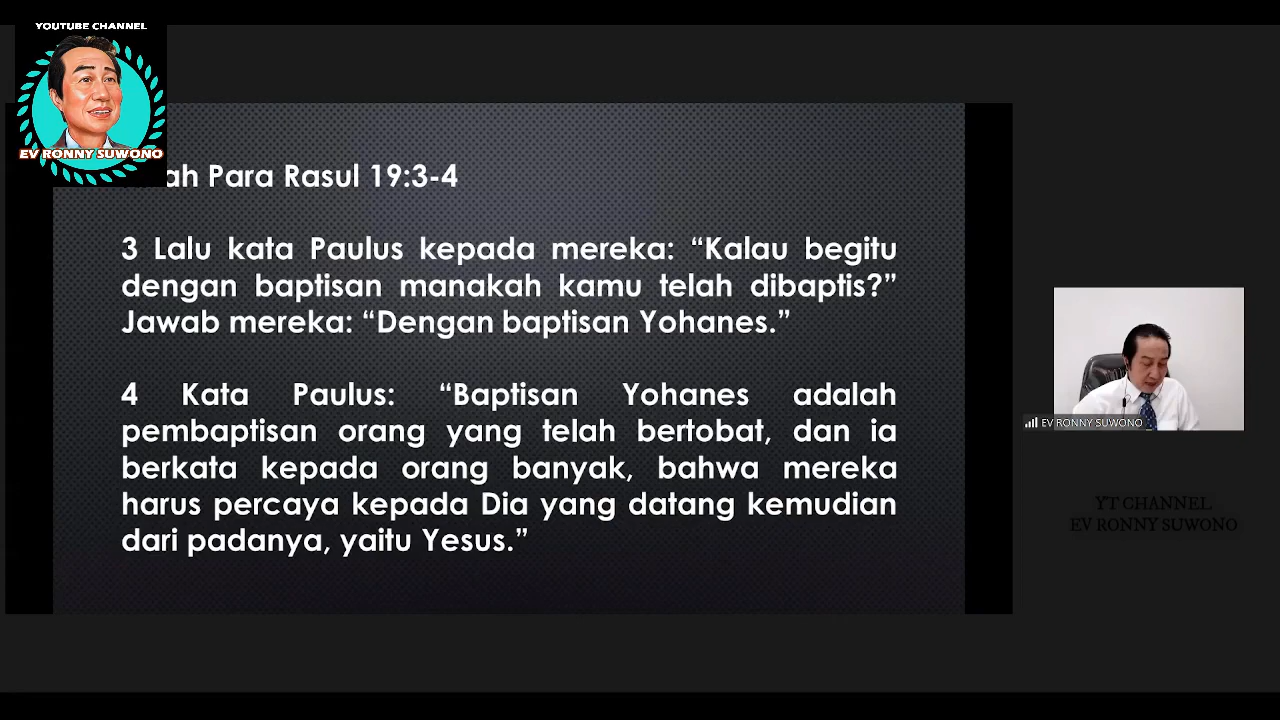 YOUTUBE CHANNEL
EV RONNY SUWONO
Para Rasul 19:3-4
3 Lalu kata Paulus kepada mereka: “Kalau begitu
dengan baptisan manakah kamu telah dibaptis?”
Jawab mereka: “Dengan baptisan Yohanes.”
4 Kata Paulus: “Baptisan Yohanes adalah
pembaptisan orang yang telah bertobat, dan ia
berkata kepada orang banyak, bahwa mereka
harus percaya kepada Dia yang datang kemudian
dari padanya, yaitu Yesus.”
EV RONNY SUWONO
YT CHANNEL
EV RONNY SUWONO